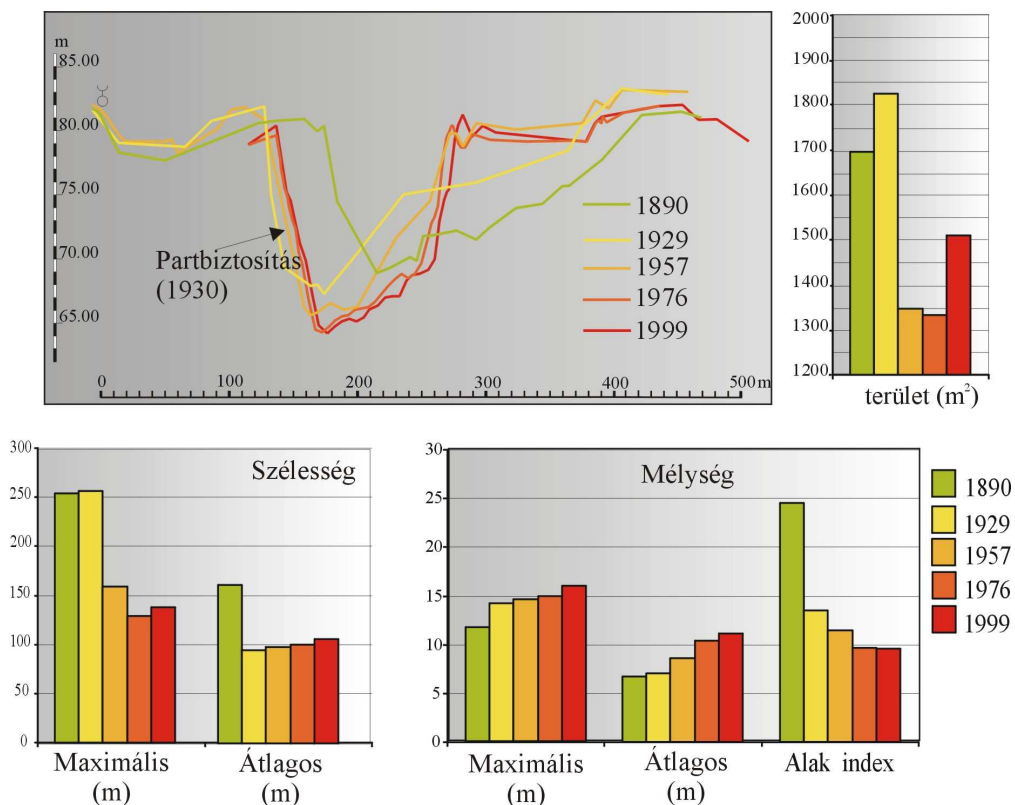 m
85.00
80.00
75.00
70.00
65.00
Partbiztosítás
(1930)
1890
1929
1957
1976
1999
0
100
200
300
400
500 m
2000
1900
1800
1700
1600
1500
1400
1300
1200
terület (m²)
300
250
200
150
100
50
0
Szélesség
Maximális
(m)
Átlagos
(m)
30
25
20
15
10
5
0
Mélység
Maximális
(m)
Átlagos
(m)
Alak index
1890
1929
1957
1976
1999